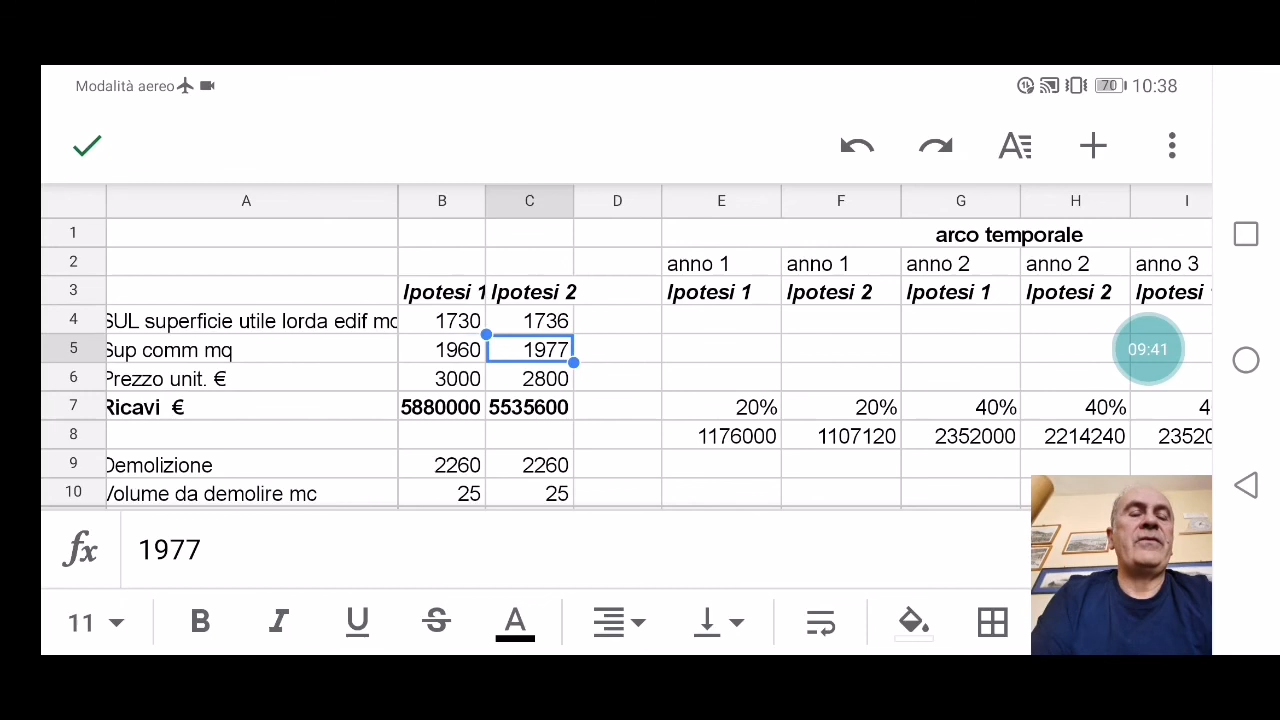 Modalità aereo 70 10:38
A B C D E F G H I
1 arco temporale
2 anno 1 anno 1 anno 2 anno 2 anno 3
3 Ipotesi 1 Ipotesi 2 Ipotesi 1 Ipotesi 2 Ipotesi 1 Ipotesi 2 Ipotesi
4 SUL superficie utile lorda edif mq 1730 1736
5 Sup comm mq 1960 1977 09:41
6 Prezzo unit. € 3000 2800
7 Ricavi € 5880000 5535600 20% 20% 40% 40% 4
8 1176000 1107120 2352000 2214240 23520
9 Demolizione 2260 2260
10 Volume da demolire mc 25 25
fx 1977
11 B I U S A